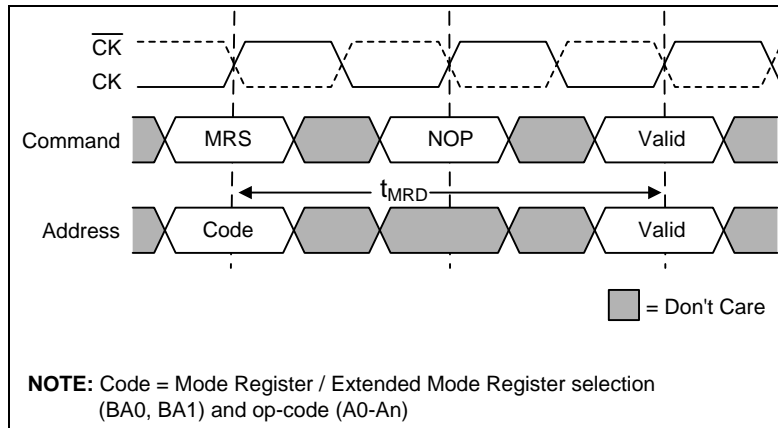 C̅K̅
CK
Command MRS NOP Valid
tMRD
Address Code Valid
= Don't Care
NOTE: Code = Mode Register / Extended Mode Register selection
(BA0, BA1) and op-code (A0-An)